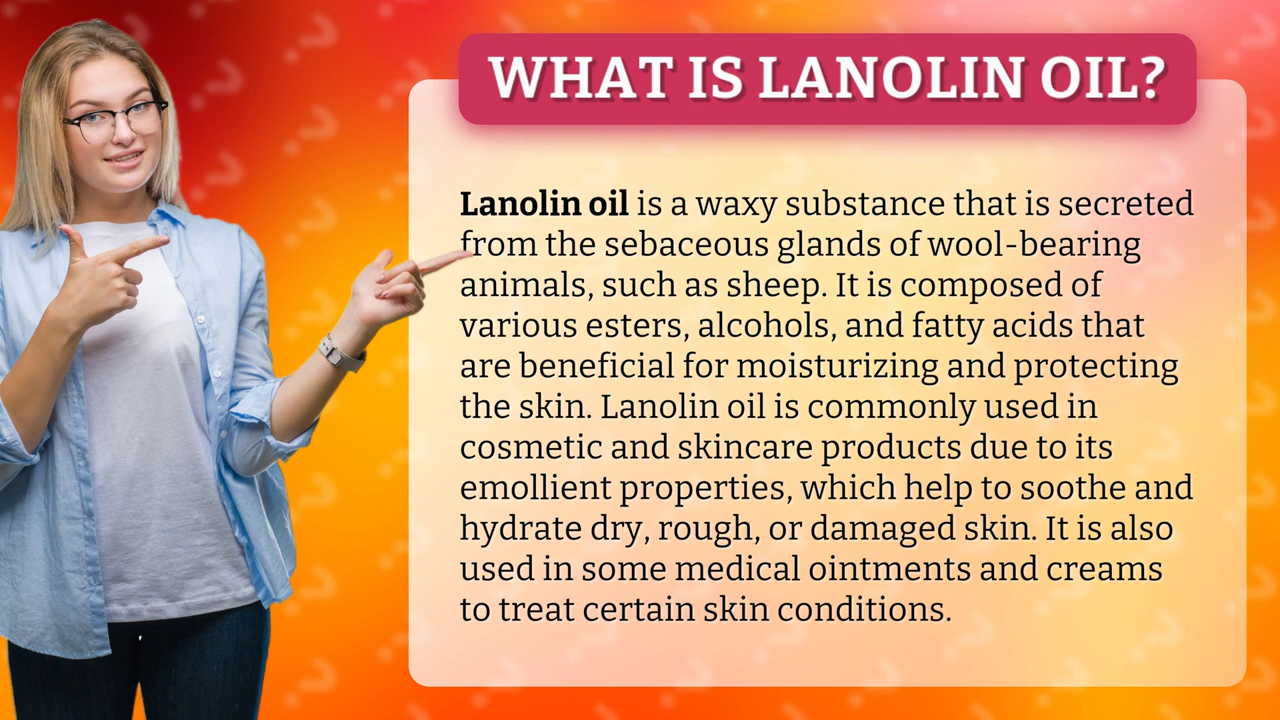 WHAT IS LANOLIN OIL?
Lanolin oil is a waxy substance that is secreted
from the sebaceous glands of wool-bearing
animals, such as sheep. It is composed of
various esters, alcohols, and fatty acids that
are beneficial for moisturizing and protecting
the skin. Lanolin oil is commonly used in
cosmetic and skincare products due to its
emollient properties, which help to soothe and
hydrate dry, rough, or damaged skin. It is also
used in some medical ointments and creams
to treat certain skin conditions.